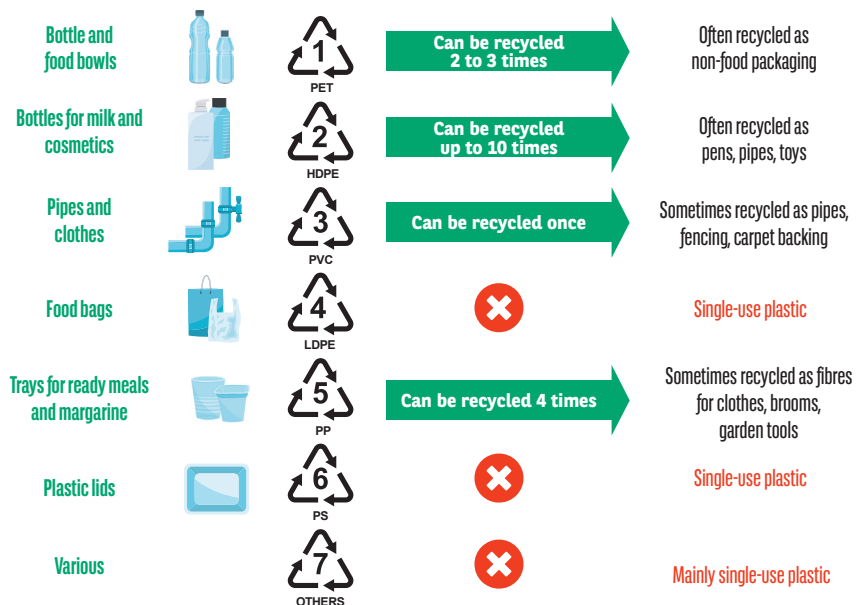 Bottle and
food bowls
1
PET
Can be recycled
2 to 3 times
Often recycled as
non-food packaging
Bottles for milk and
cosmetics
2
HDPE
Can be recycled
up to 10 times
Often recycled as
pens, pipes, toys
Pipes and
clothes
3
PVC
Can be recycled once
Sometimes recycled as pipes,
fencing, carpet backing
Food bags
4
LDPE
Single-use plastic
Trays for ready meals
and margarine
5
PP
Can be recycled 4 times
Sometimes recycled as fibres
for clothes, brooms,
garden tools
Plastic lids
6
PS
Single-use plastic
Various
7
OTHERS
Mainly single-use plastic